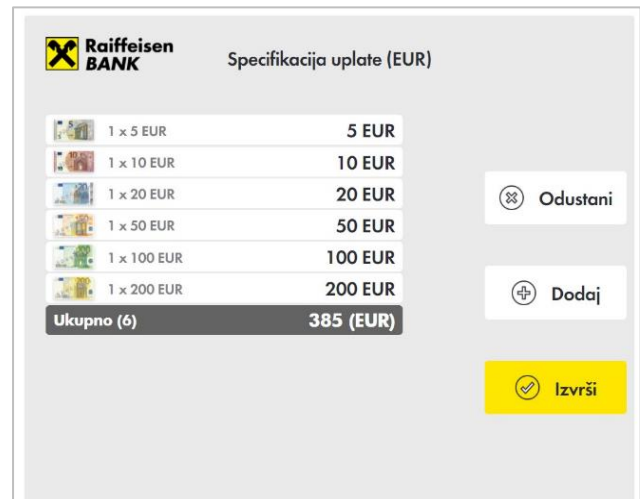 Raiffeisen
BANK
Specifikacija uplate (EUR)
1 x 5 EUR 5 EUR
1 x 10 EUR 10 EUR
1 x 20 EUR 20 EUR
1 x 50 EUR 50 EUR
1 x 100 EUR 100 EUR
1 x 200 EUR 200 EUR
Ukupno (6) 385 (EUR)
Odustani
Dodaj
Izvrši